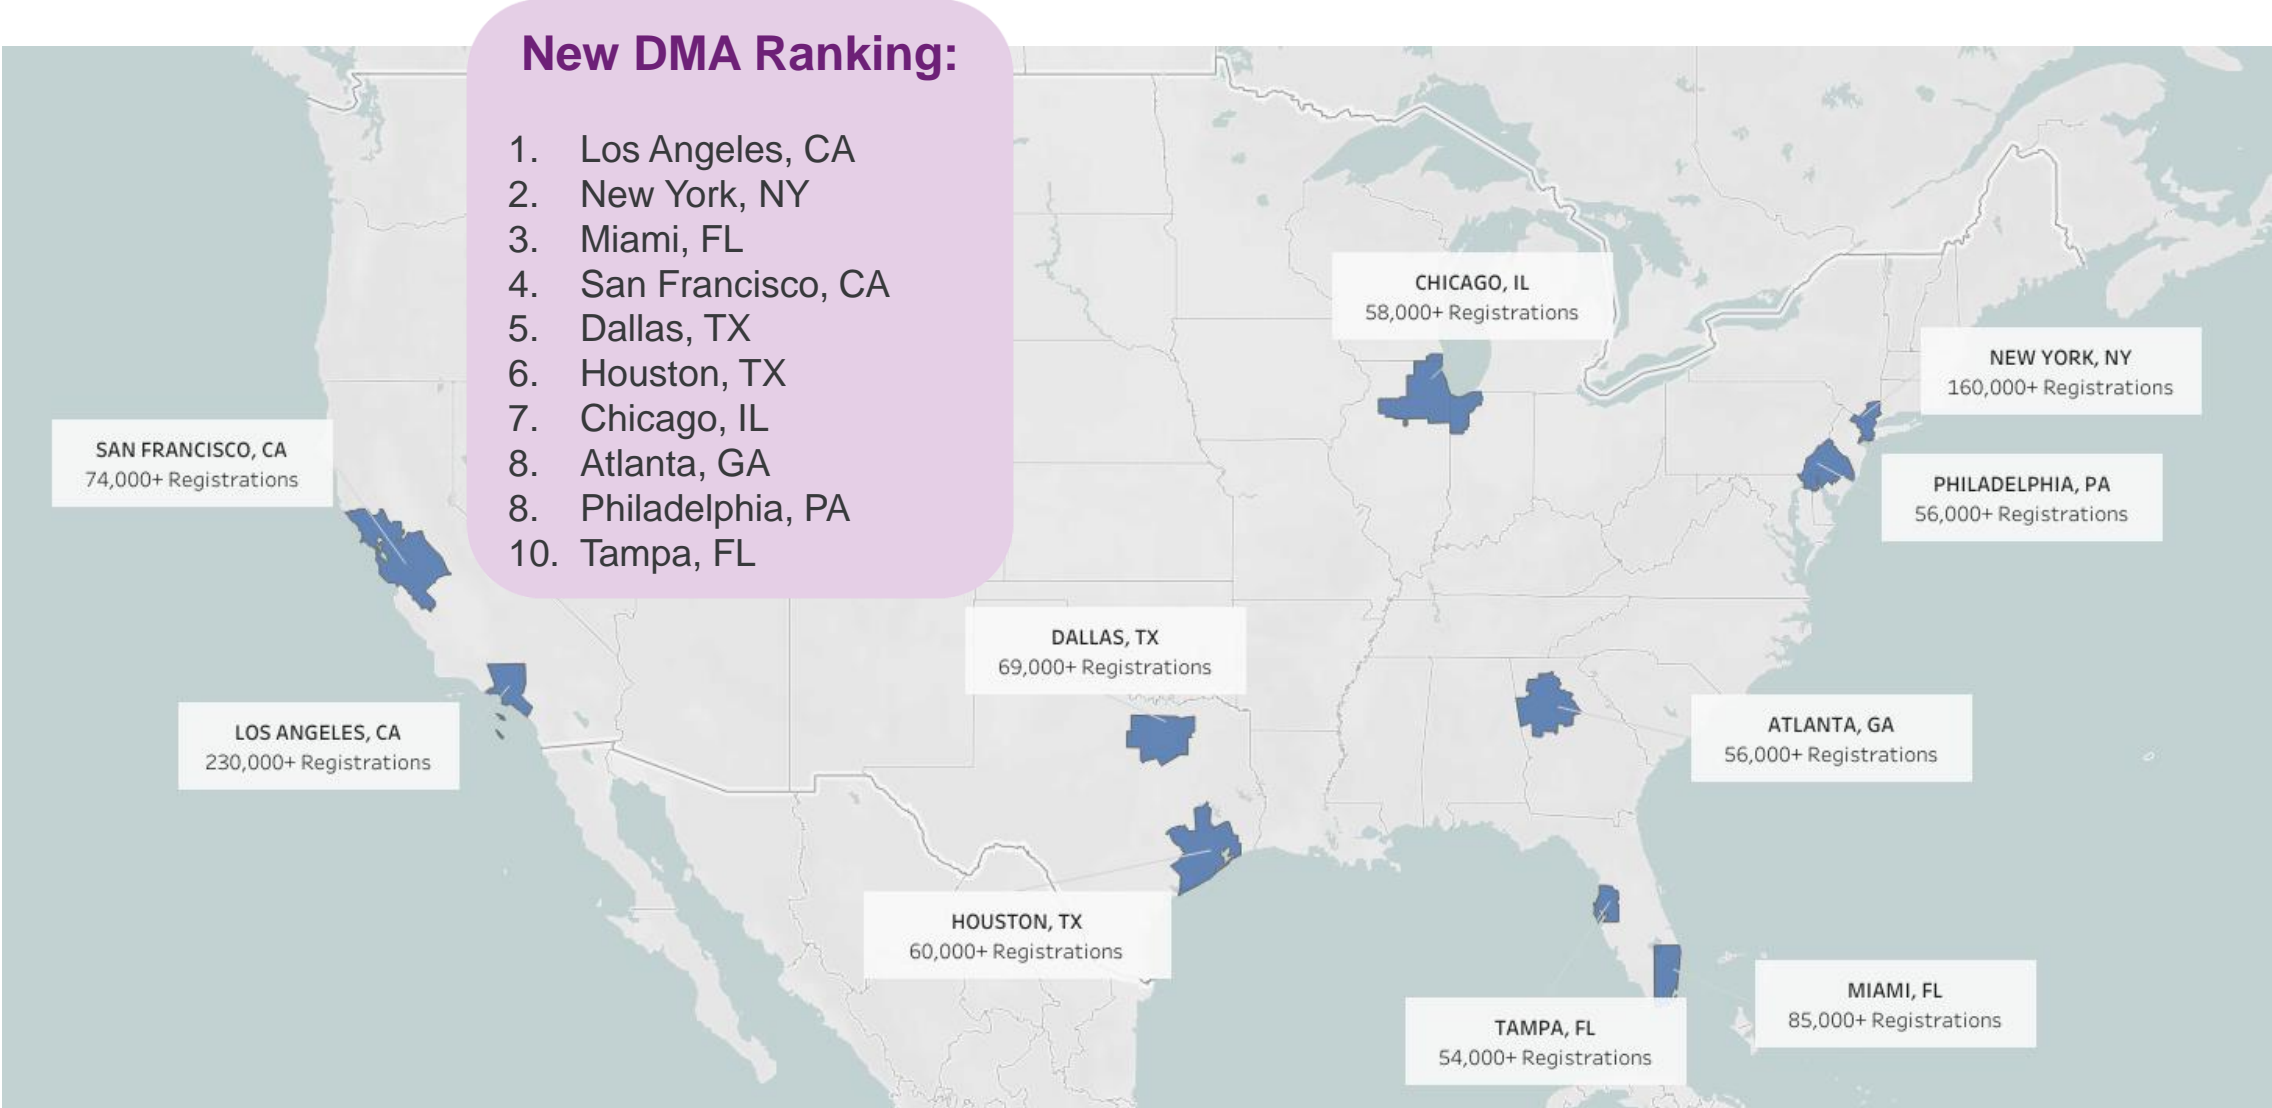 New DMA Ranking:
1. Los Angeles, CA
2. New York, NY
3. Miami, FL
4. San Francisco, CA
5. Dallas, TX
6. Houston, TX
7. Chicago, IL
8. Atlanta, GA
8. Philadelphia, PA
10. Tampa, FL
CHICAGO, IL
58,000+ Registrations
NEW YORK, NY
160,000+ Registrations
SAN FRANCISCO, CA
74,000+ Registrations
PHILADELPHIA, PA
56,000+ Registrations
DALLAS, TX
69,000+ Registrations
LOS ANGELES, CA
230,000+ Registrations
ATLANTA, GA
56,000+ Registrations
HOUSTON, TX
60,000+ Registrations
MIAMI, FL
85,000+ Registrations
TAMPA, FL
54,000+ Registrations